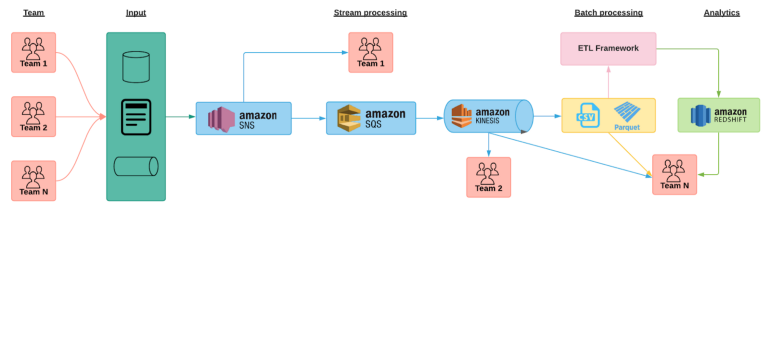 Team
Input
Stream processing
Batch processing
Analytics
Team 1
Team 2
Team N
amazon
SNS
Team 1
amazon
SQS
amazon
KINESIS
Team 2
ETL Framework
CSV
Parquet
amazon
REDSHIFT
Team N